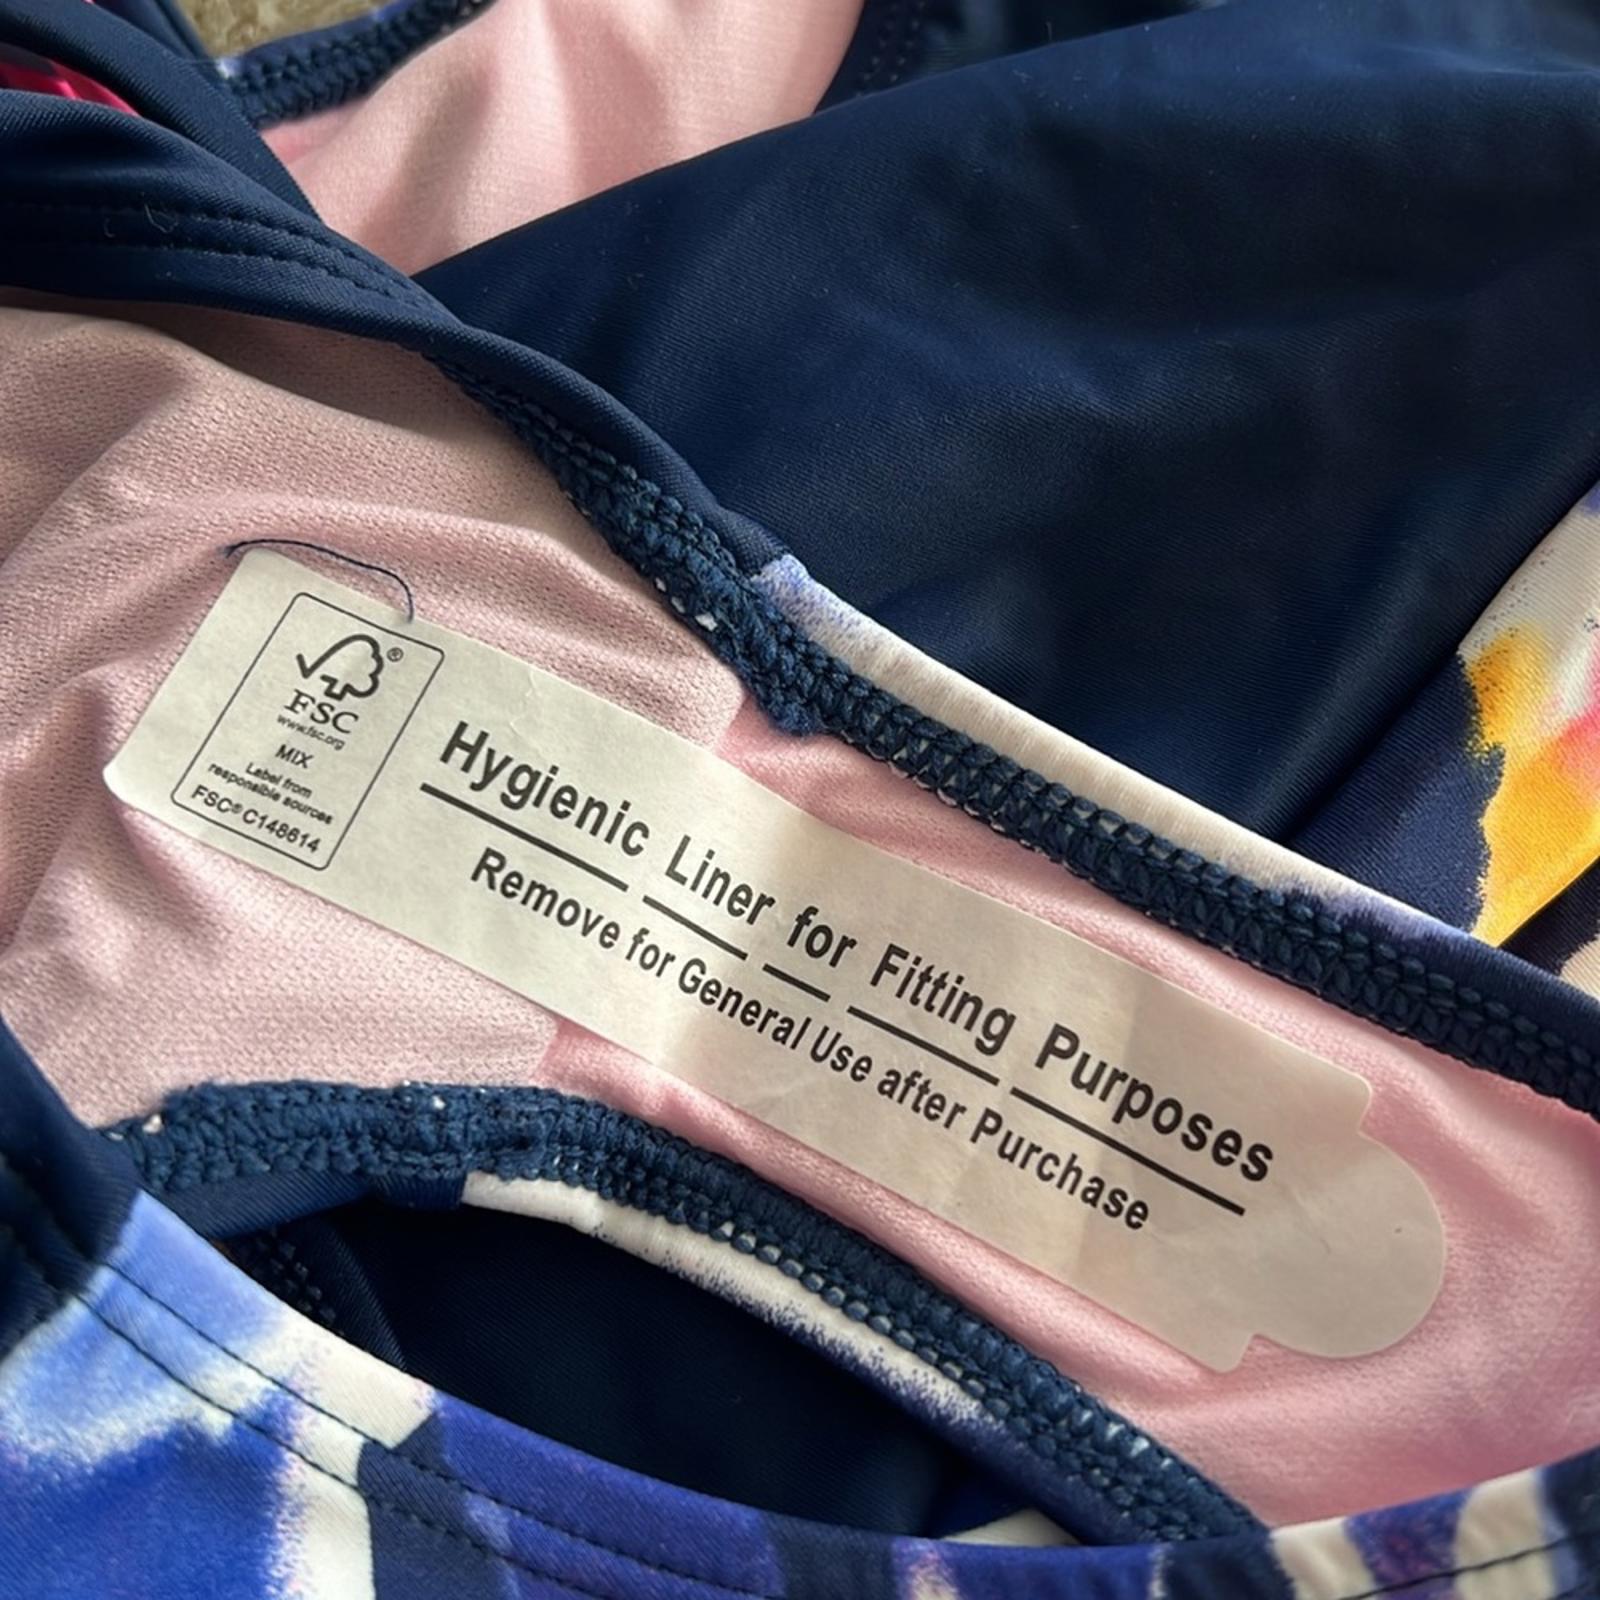 ®
FSC
www.fsc.org
MIX
Label from
responsible sources
FSC® C148614
Hygienic Liner for Fitting Purposes
Remove for General Use after Purchase